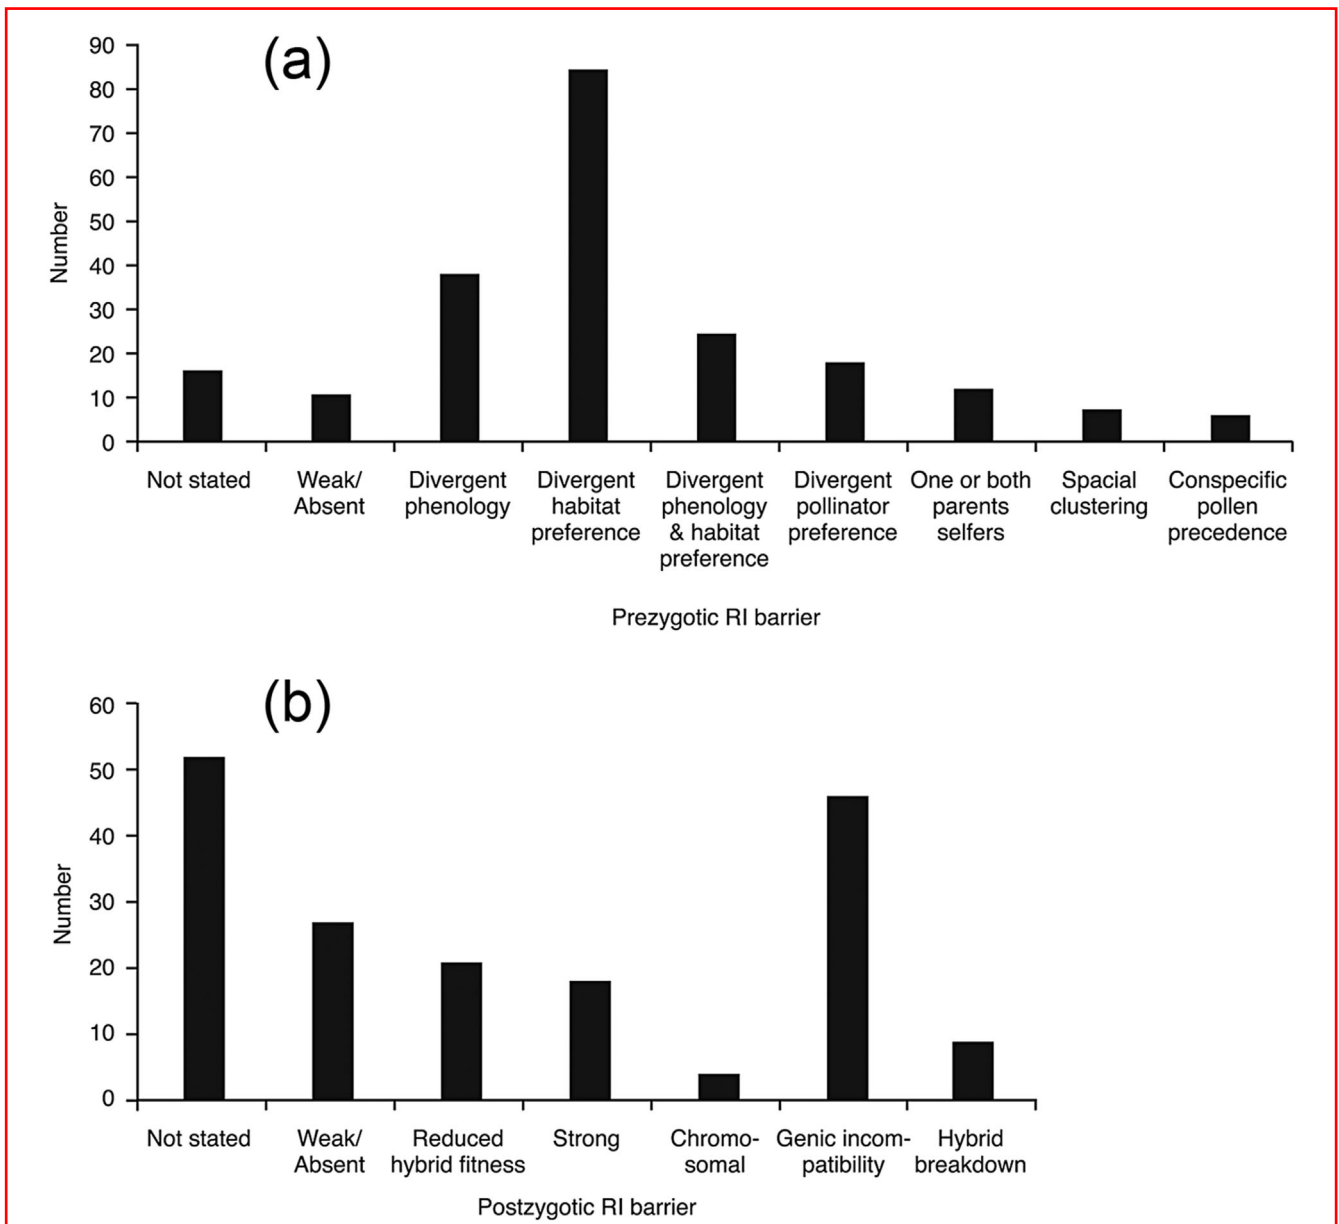 (a)
90
80
70
60
50
40
30
20
10
0
Number
Not stated
Weak/
Absent
Divergent
phenology
Divergent
habitat
preference
Divergent
phenology
& habitat
preference
Divergent
pollinator
preference
One or both
parents
selfers
Spacial
clustering
Conspecific
pollen
precedence
Prezygotic RI barrier
(b)
60
50
40
30
20
10
0
Number
Not stated
Weak/
Absent
Reduced
hybrid fitness
Strong
Chromo-
somal
Genic incom-
patibility
Hybrid
breakdown
Postzygotic RI barrier